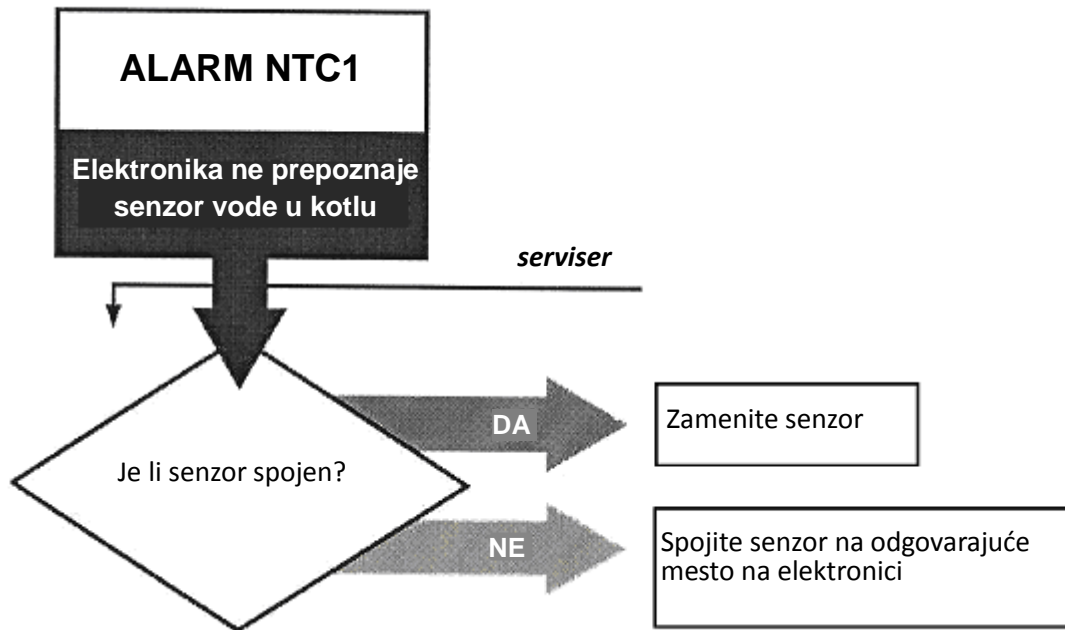 ALARM NTC1
Elektronika ne prepoznaje
senzor vode u kotlu
serviser
Je li senzor spojen?
DA
Zamenite senzor
NE
Spojite senzor na odgovarajuće
mesto na elektronici